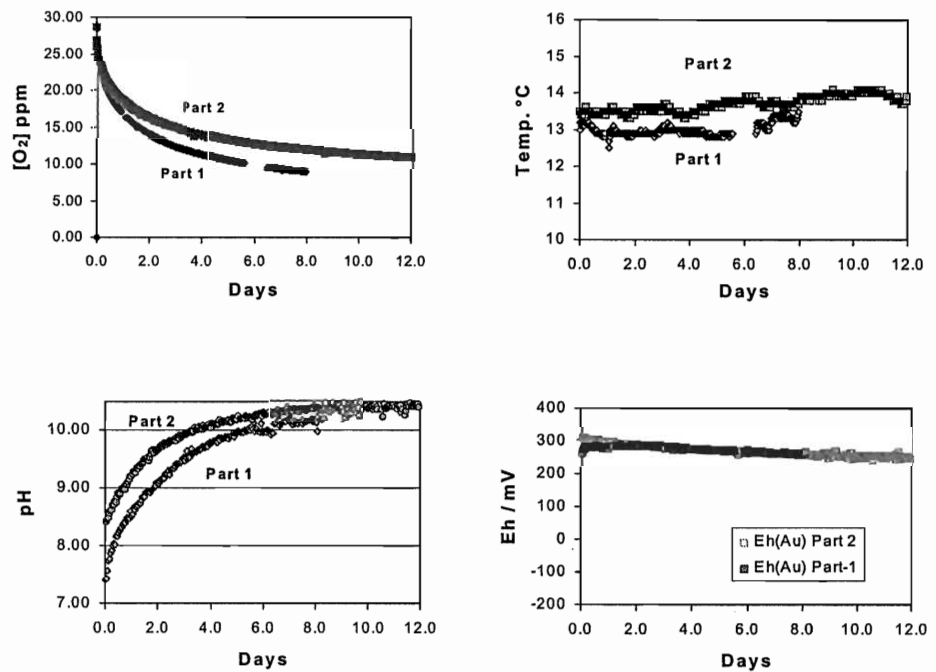 30.00
25.00
20.00
15.00
10.00
5.00
0.00
[O₂] ppm
Part 2
Part 1
0.0 2.0 4.0 6.0 8.0 10.0 12.0
Days
16
15
14
13
12
11
10
Temp. °C
Part 2
Part 1
0.0 2.0 4.0 6.0 8.0 10.0 12.0
Days
10.00
9.00
8.00
7.00
pH
Part 2
Part 1
0.0 2.0 4.0 6.0 8.0 10.0 12.0
Days
400
300
200
100
0
-100
-200
Eh / mV
Eh(Au) Part 2
Eh(Au) Part-1
0.0 2.0 4.0 6.0 8.0 10.0 12.0
Days